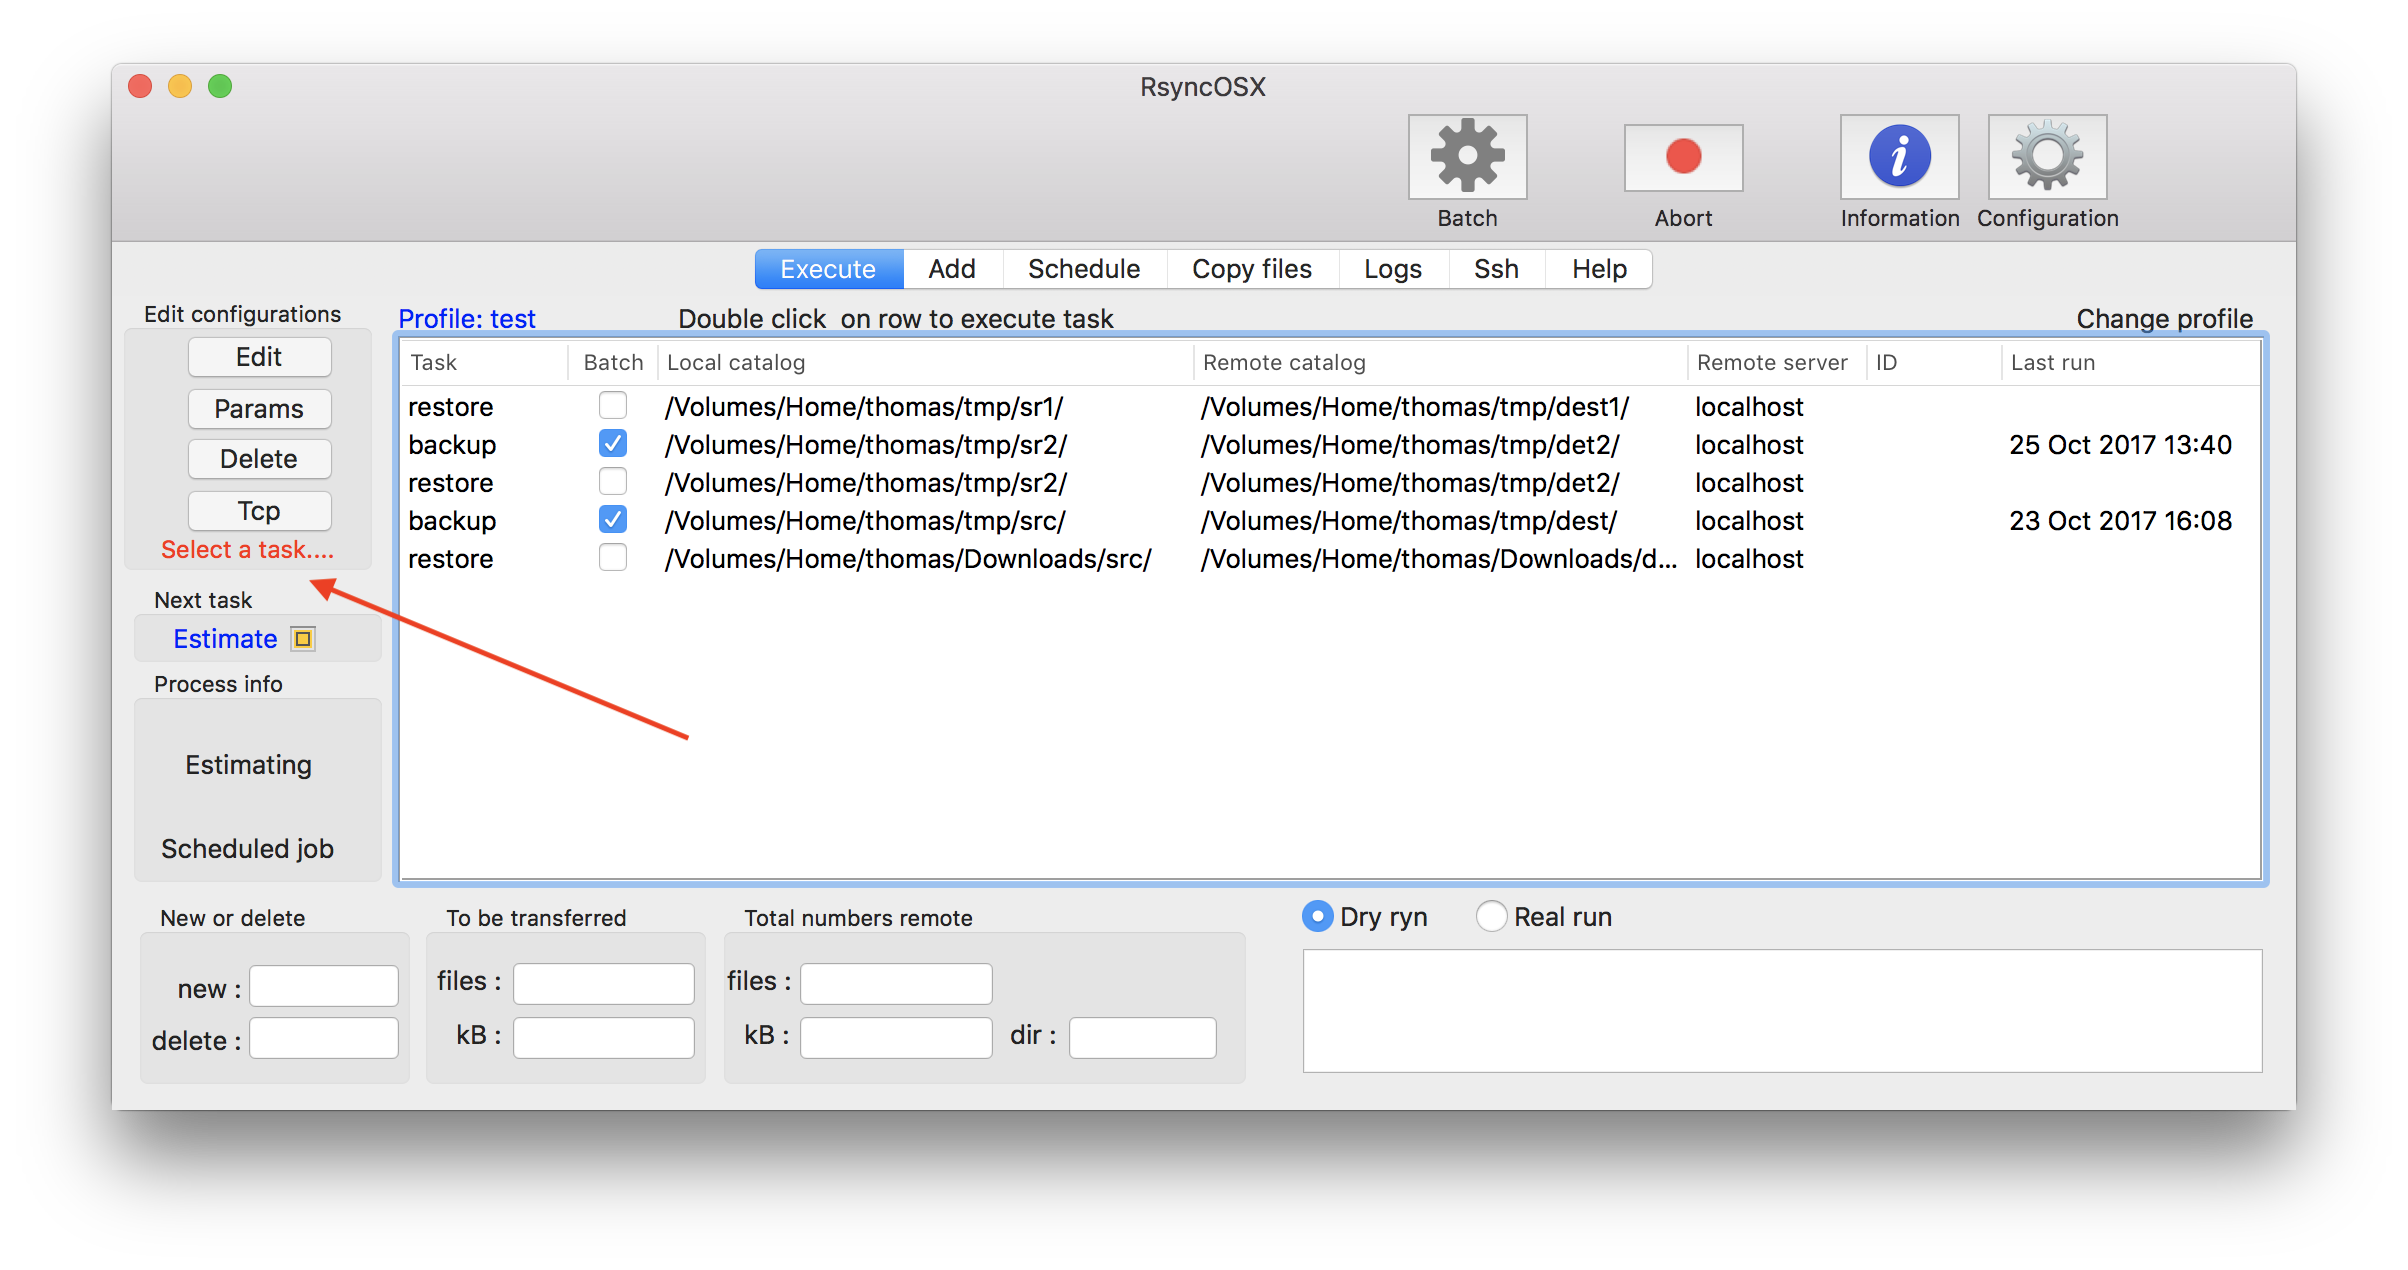 RsyncOSX
Batch
Abort
Information
Configuration
Execute
Add
Schedule
Copy files
Logs
Ssh
Help
Edit configurations
Edit
Params
Delete
Tcp
Select a task....
Next task
Estimate
Process info
Estimating
Scheduled job
Profile: test
Double click  on row to execute task
Change profile
Task Batch Local catalog Remote catalog Remote server ID Last run
restore /Volumes/Home/thomas/tmp/sr1/ /Volumes/Home/thomas/tmp/dest1/ localhost
backup /Volumes/Home/thomas/tmp/sr2/ /Volumes/Home/thomas/tmp/det2/ localhost 25 Oct 2017 13:40
restore /Volumes/Home/thomas/tmp/sr2/ /Volumes/Home/thomas/tmp/det2/ localhost
backup /Volumes/Home/thomas/tmp/src/ /Volumes/Home/thomas/tmp/dest/ localhost 23 Oct 2017 16:08
restore /Volumes/Home/thomas/Downloads/src/ /Volumes/Home/thomas/Downloads/d... localhost
New or delete
new :
delete :
To be transferred
files :
kB :
Total numbers remote
files :
kB :
dir :
Dry ryn
Real run